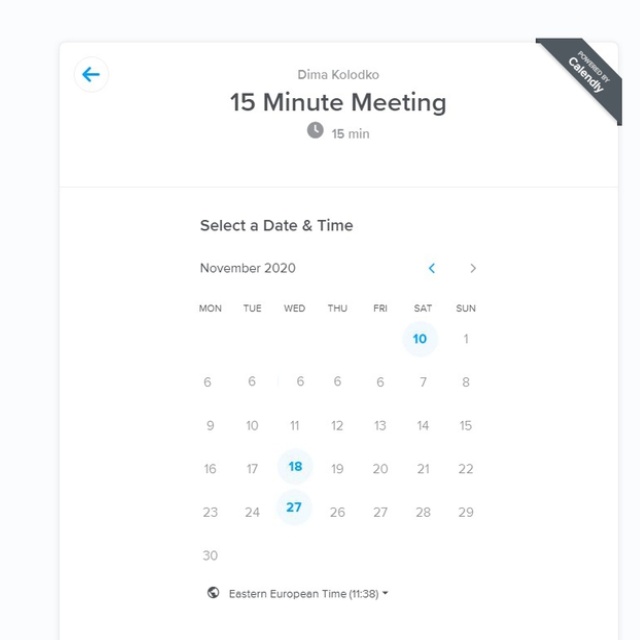 POWERED BY
Calendly
Dima Kolodko
15 Minute Meeting
15 min
Select a Date & Time
November 2020
MON TUE WED THU FRI SAT SUN
10 1
6 6 6 6 6 7 8
9 10 11 12 13 14 15
16 17 18 19 20 21 22
23 24 27 26 27 28 29
30
Eastern European Time (11:38)